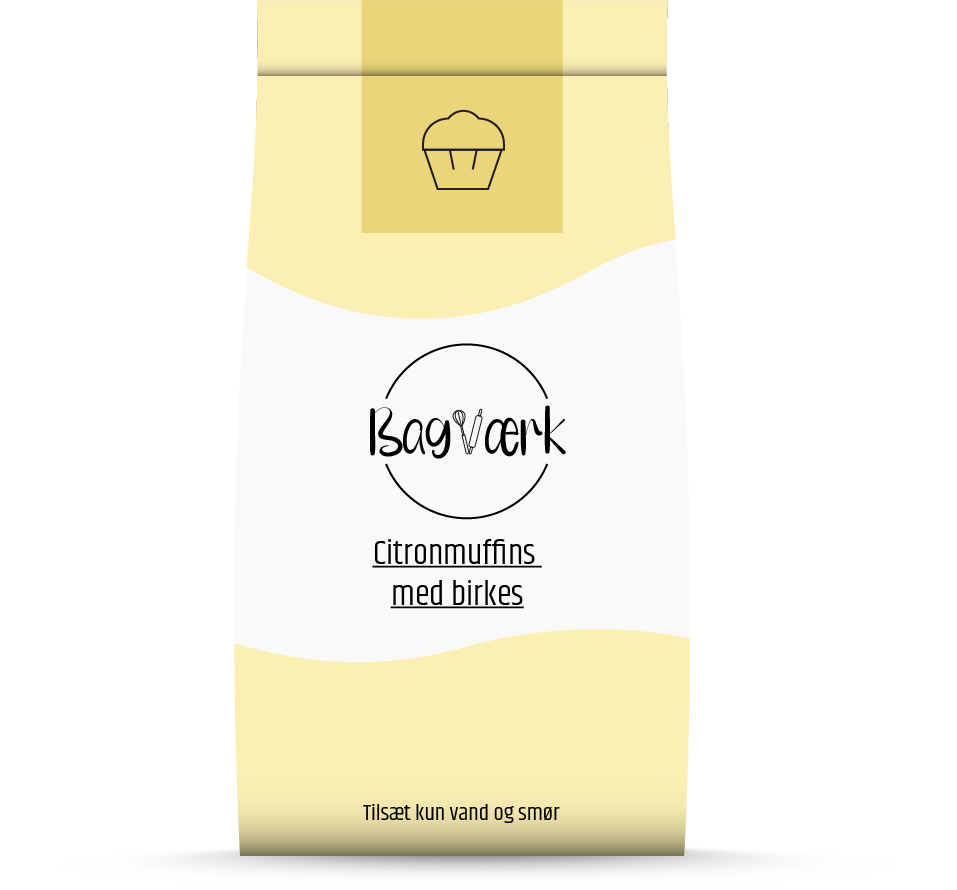 BagVærk
Citronmuffins
med birkes
Tilsæt kun vand og smør